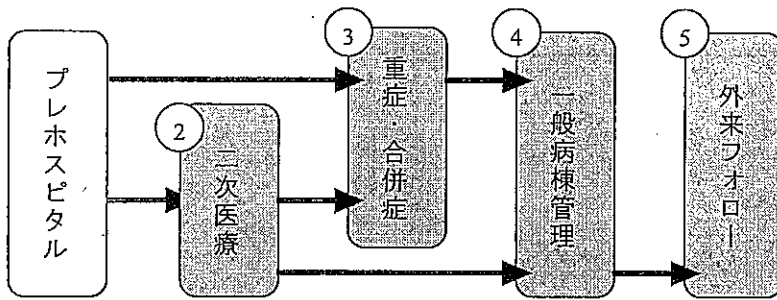 プレホスピタル
2
二次医療
3
重症・合併症
4
一般病棟管理
5
外来フォロー